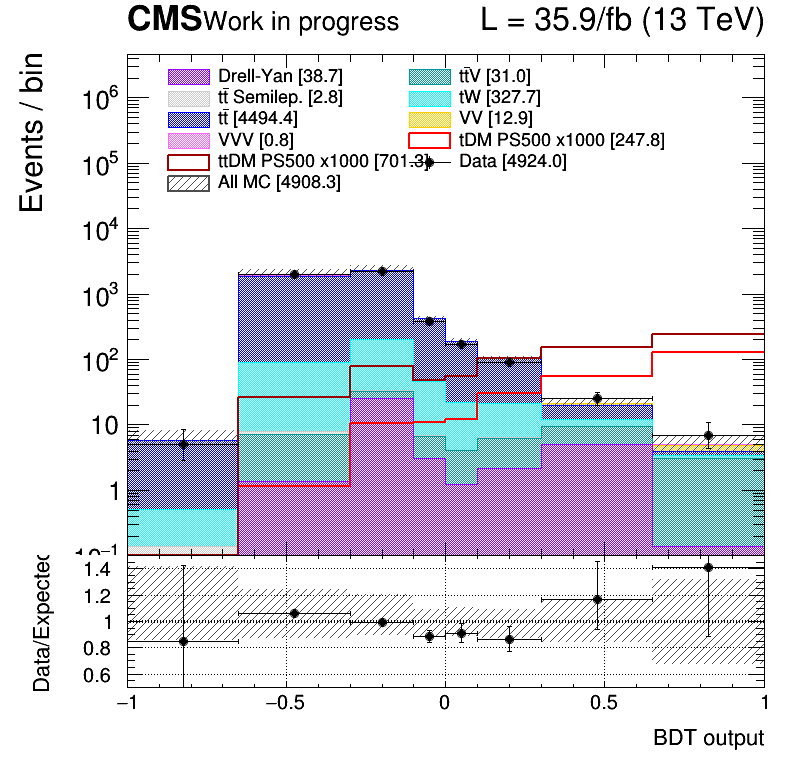 CMS Work in progress L = 35.9/fb (13 TeV)
Events / bin
Drell-Yan [38.7] tt̄V [31.0]
tt̄ Semilep. [2.8] tW [327.7]
tt̄ [4494.4] VV [12.9]
VVV [0.8] tDM PS500 x1000 [247.8]
ttDM PS500 x1000 [701.3] Data [4924.0]
All MC [4908.3]
10⁶
10⁵
10⁴
10³
10²
10
1
10⁻¹
Data/Expected
1.4
1.2
1
0.8
0.6
−1 −0.5 0 0.5 1
BDT output